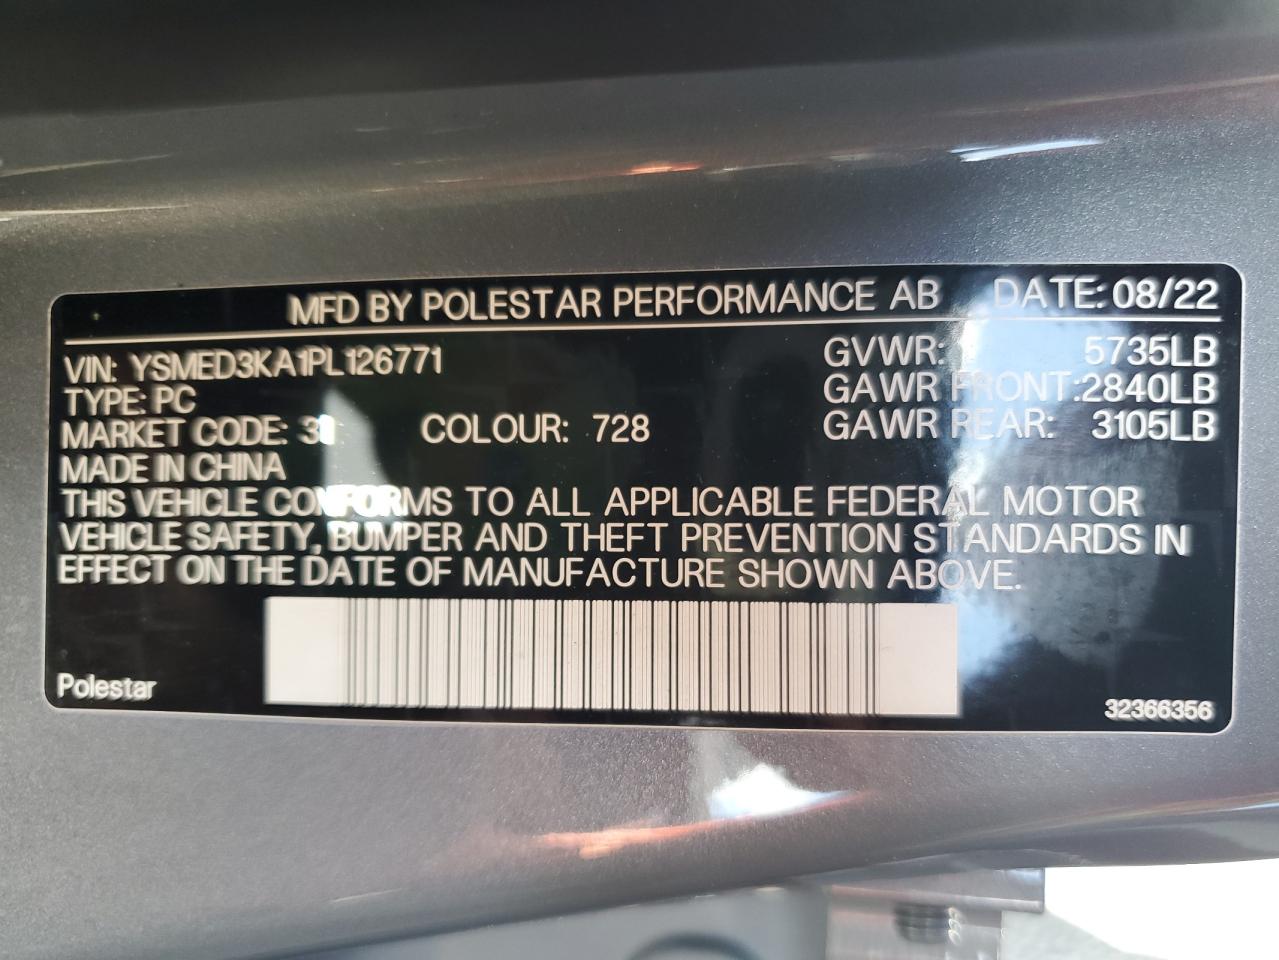 MFD BY POLESTAR PERFORMANCE AB DATE: 08/22
VIN: YSMED3KA1PL126771 GVWR: 5735LB
TYPE: PC GAWR FRONT: 2840LB
MARKET CODE: COLOUR: 728 GAWR REAR: 3105LB
MADE IN CHINA
THIS VEHICLE CONFORMS TO ALL APPLICABLE FEDERAL MOTOR
VEHICLE SAFETY, BUMPER AND THEFT PREVENTION STANDARDS IN
EFFECT ON THE DATE OF MANUFACTURE SHOWN ABOVE.
Polestar 32366356